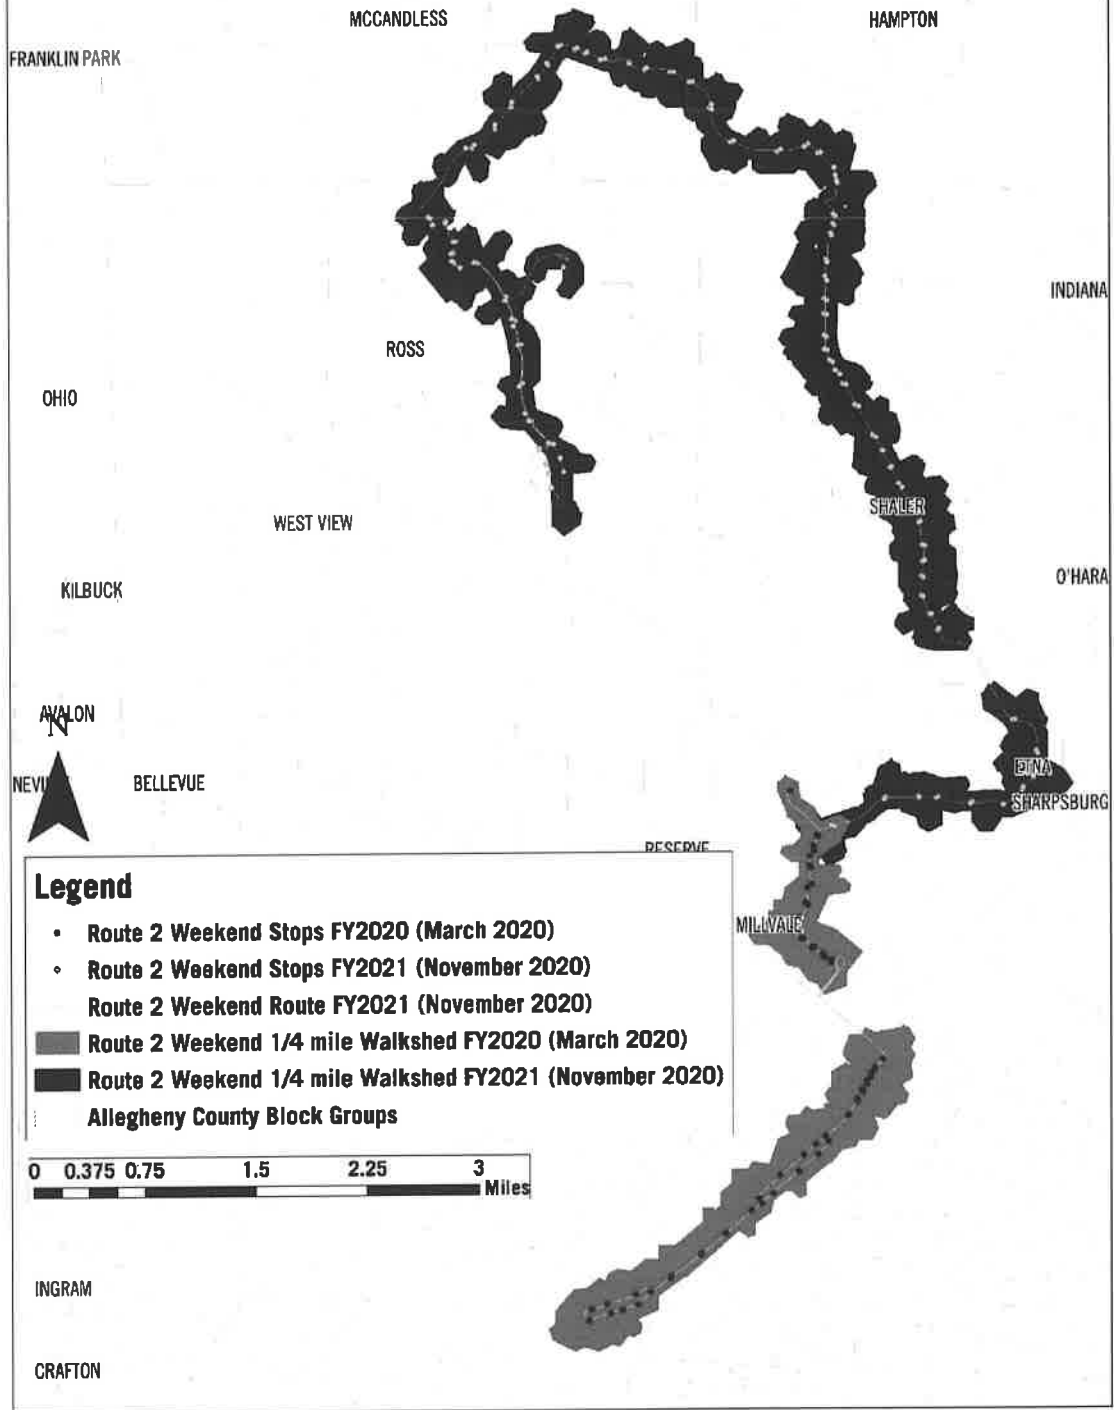 MCCANDLESS
HAMPTON
FRANKLIN PARK
INDIANA
ROSS
OHIO
SHALER
WEST VIEW
KILBUCK
O'HARA
AVALON
N
ETNA
BELLEVUE
SHARPSBURG
RESERVE
Legend
MILLVALE
Route 2 Weekend Stops FY2020 (March 2020)
Route 2 Weekend Stops FY2021 (November 2020)
Route 2 Weekend Route FY2021 (November 2020)
Route 2 Weekend 1/4 mile Walkshed FY2020 (March 2020)
Route 2 Weekend 1/4 mile Walkshed FY2021 (November 2020)
Allegheny County Block Groups
0 0.375 0.75 1.5 2.25 3
Miles
INGRAM
CRAFTON